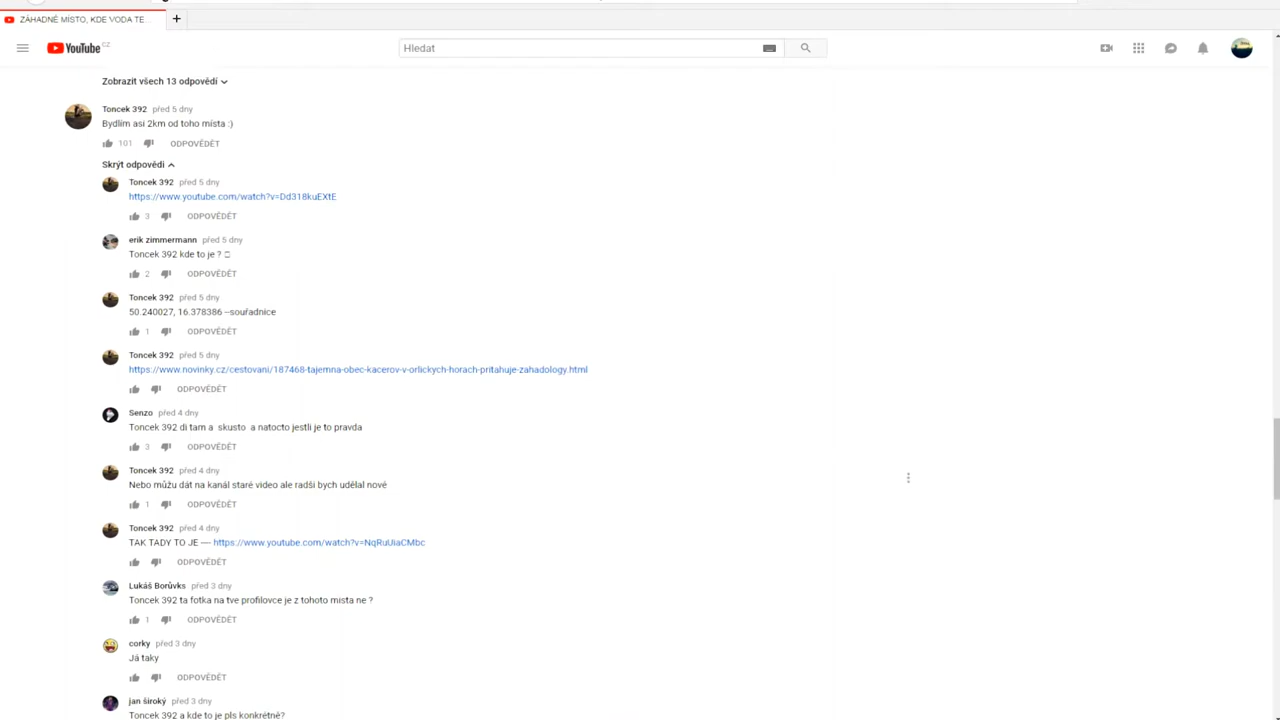 ZÁHADNÉ MÍSTO, KDE VODA TE...
YouTube CZ
Hledat
Zobrazit všech 13 odpovědí
Toncek 392 před 5 dny
Bydlím asi 2km od toho místa :)
101 ODPOVĚDĚT
Skrýt odpovědi
Toncek 392 před 5 dny
https://www.youtube.com/watch?v=Dd318kuEXtE
3 ODPOVĚDĚT
erik zimmermann před 5 dny
Toncek 392 kde to je ?
2 ODPOVĚDĚT
Toncek 392 před 5 dny
50.240027, 16.378386 --souřadnice
1 ODPOVĚDĚT
Toncek 392 před 5 dny
https://www.novinky.cz/cestovani/187468-tajemna-obec-kacerov-v-orlickych-horach-pritahuje-zahadology.html
ODPOVĚDĚT
Senzo před 4 dny
Toncek 392 di tam a skusto a natocto jestli je to pravda
3 ODPOVĚDĚT
Toncek 392 před 4 dny
Nebo můžu dát na kanál staré video ale radši bych udělal nové
1 ODPOVĚDĚT
Toncek 392 před 4 dny
TAK TADY TO JE ---- https://www.youtube.com/watch?v=NqRuUiaCMbc
ODPOVĚDĚT
Lukáš Borůvks před 3 dny
Toncek 392 ta fotka na tve profilovce je z tohoto mista ne ?
1 ODPOVĚDĚT
corky před 3 dny
Já taky
ODPOVĚDĚT
jan široký před 3 dny
Toncek 392 a kde to je pls konkrétně?